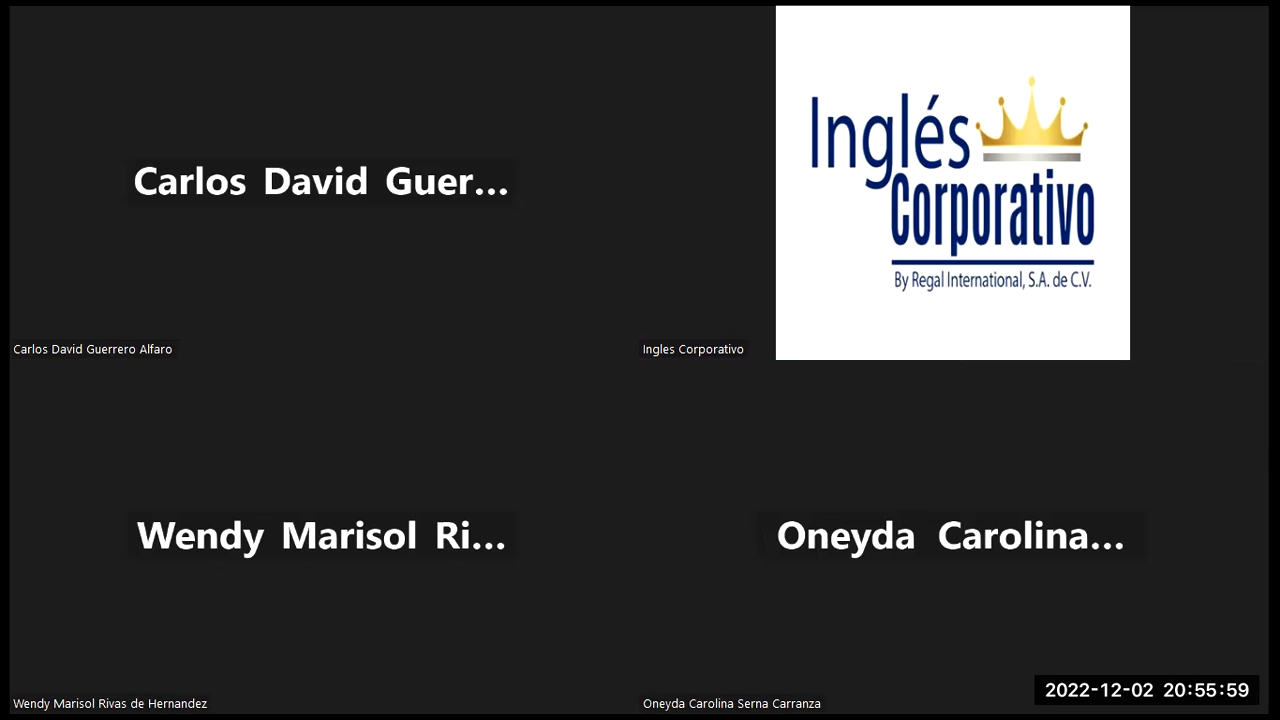 Carlos David Guer...
Carlos David Guerrero Alfaro
Inglés
Corporativo
By Regal International, S.A. de C.V.
Ingles Corporativo
Wendy Marisol Ri...
Wendy Marisol Rivas de Hernandez
Oneyda Carolina...
Oneyda Carolina Serna Carranza
2022-12-02 20:55:59